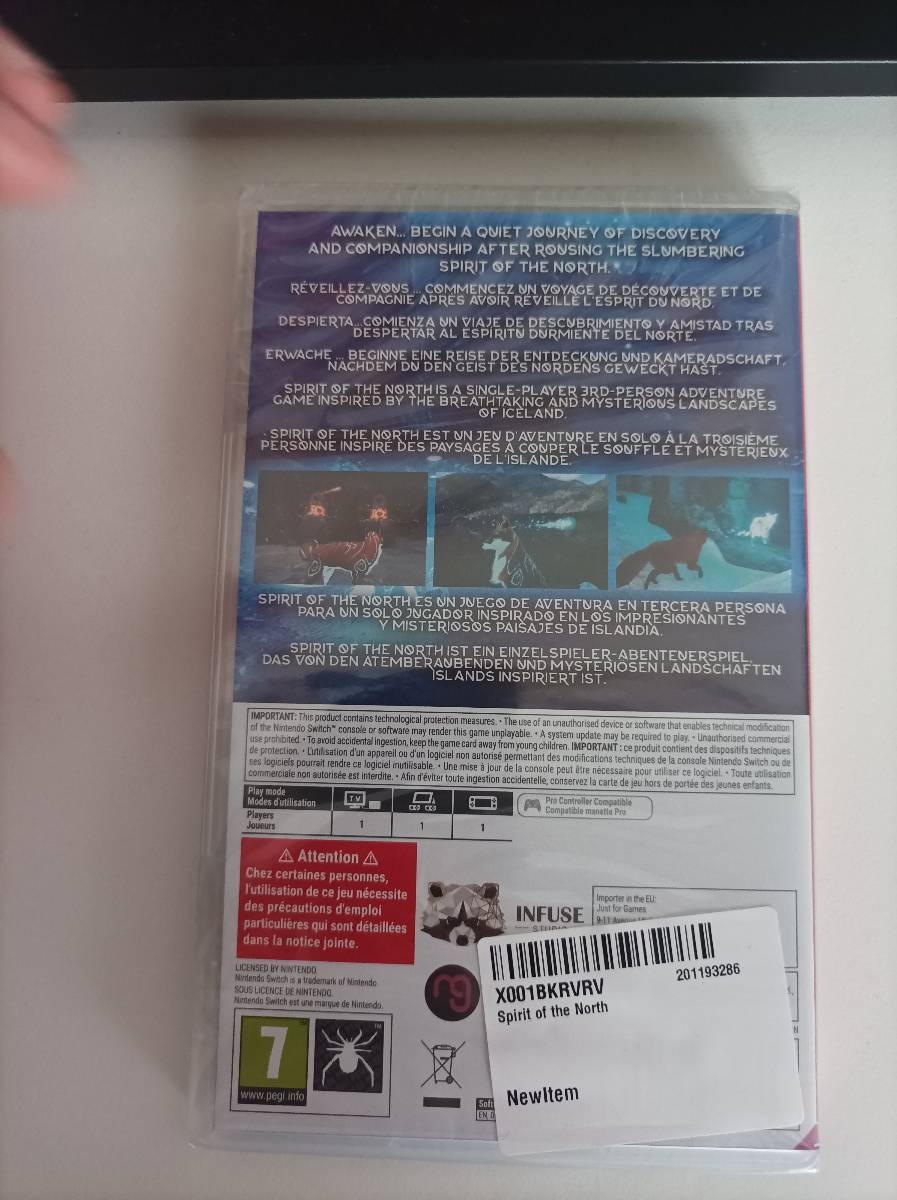 AWAKEN... BEGIN A QUIET JOURNEY OF DISCOVERY
AND COMPANIONSHIP AFTER ROUSING THE SLUMBERING
SPIRIT OF THE NORTH.
RÉVEILLEZ-VOUS ... COMMENCEZ UN VOYAGE DE DÉCOUVERTE ET DE
COMPAGNIE APRÈS AVOIR RÉVEILLÉ L'ESPRIT DU NORD.
DESPIERTA...COMIENZA UN VIAJE DE DESCUBRIMIENTO Y AMISTAD TRAS
DESPERTAR AL ESPÍRITU DURMIENTE DEL NORTE.
ERWACHE ... BEGINNE EINE REISE DER ENTDECKUNG UND KAMERADSCHAFT,
NACHDEM DU DEN GEIST DES NORDENS GEWECKT HAST.
SPIRIT OF THE NORTH IS A SINGLE-PLAYER 3RD-PERSON ADVENTURE
GAME INSPIRED BY THE BREATHTAKING AND MYSTERIOUS LANDSCAPES
OF ICELAND.
SPIRIT OF THE NORTH EST UN JEU D'AVENTURE EN SOLO À LA TROISIÈME
PERSONNE INSPIRÉ DES PAYSAGES À COUPER LE SOUFFLE ET MYSTÉRIEUX
DE L'ISLANDE.
SPIRIT OF THE NORTH ES UN JUEGO DE AVENTURA EN TERCERA PERSONA
PARA UN SOLO JUGADOR INSPIRADO EN LOS IMPRESIONANTES
Y MISTERIOSOS PAISAJES DE ISLANDIA.
SPIRIT OF THE NORTH IST EIN EINZELSPIELER-ABENTEUERSPIEL,
DAS VON DEN ATEMBERAUBENDEN UND MYSTERIÖSEN LANDSCHAFTEN
ISLANDS INSPIRIERT IST.
IMPORTANT: This product contains technological protection measures. • The use of an unauthorised device or software that enables technical modification
of the Nintendo Switch™ console or software may render this game unplayable. • A system update may be required to play. • Unauthorised commercial
use prohibited. • To avoid accidental ingestion, keep the game card away from young children. IMPORTANT : ce produit contient des dispositifs techniques
de protection. • L'utilisation d'un appareil ou d'un logiciel non autorisé permettant des modifications techniques de la console Nintendo Switch ou de
ses logiciels pourrait rendre ce logiciel inutilisable. • Une mise à jour de la console peut être nécessaire pour utiliser ce logiciel. • Toute utilisation
commerciale non autorisée est interdite. • Afin d'éviter toute ingestion accidentelle, conservez la carte de jeu hors de portée des jeunes enfants.
Play mode
Modes d'utilisation
TV
Pro Controller Compatible
Compatible manette Pro
Players
Joueurs
1 1 1
Attention
Chez certaines personnes,
l'utilisation de ce jeu nécessite
des précautions d'emploi
particulières qui sont détaillées
dans la notice jointe.
INFUSE
STUDIO
Importer in the EU:
Just for Games
9-11 Avenue
LICENSED BY NINTENDO.
Nintendo Switch is a trademark of Nintendo.
SOUS LICENCE DE NINTENDO.
Nintendo Switch est une marque de Nintendo.
mg
7
www.pegi.info
Soft
EN, D
X001BKRVRV
201193286
Spirit of the North
NewItem